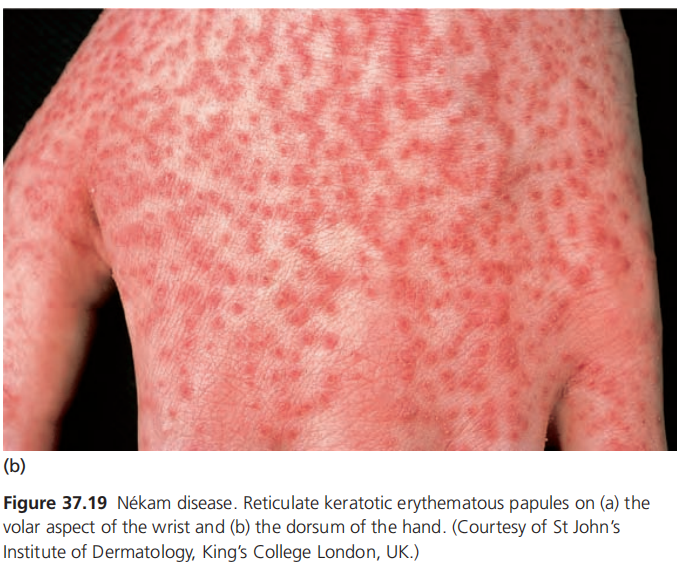 (b)
Figure 37.19 Nékam disease. Reticulate keratotic erythematous papules on (a) the
volar aspect of the wrist and (b) the dorsum of the hand. (Courtesy of St John’s
Institute of Dermatology, King’s College London, UK.)